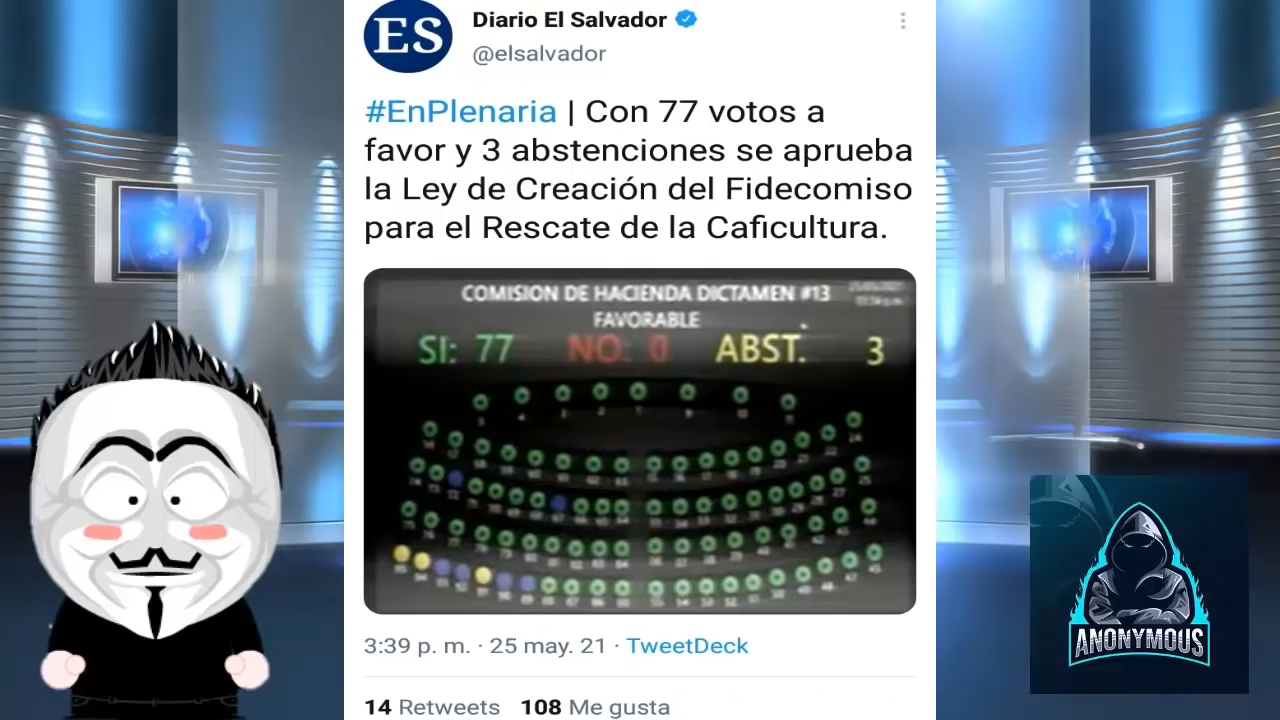 ES
Diario El Salvador
@elsalvador
#EnPlenaria | Con 77 votos a
favor y 3 abstenciones se aprueba
la Ley de Creación del Fidecomiso
para el Rescate de la Caficultura.
COMISION DE HACIENDA DICTAMEN #13
FAVORABLE
SI: 77 NO: 0 ABST. 3
3:39 p. m. · 25 may. 21 · TweetDeck
14 Retweets 108 Me gusta
ANONYMOUS